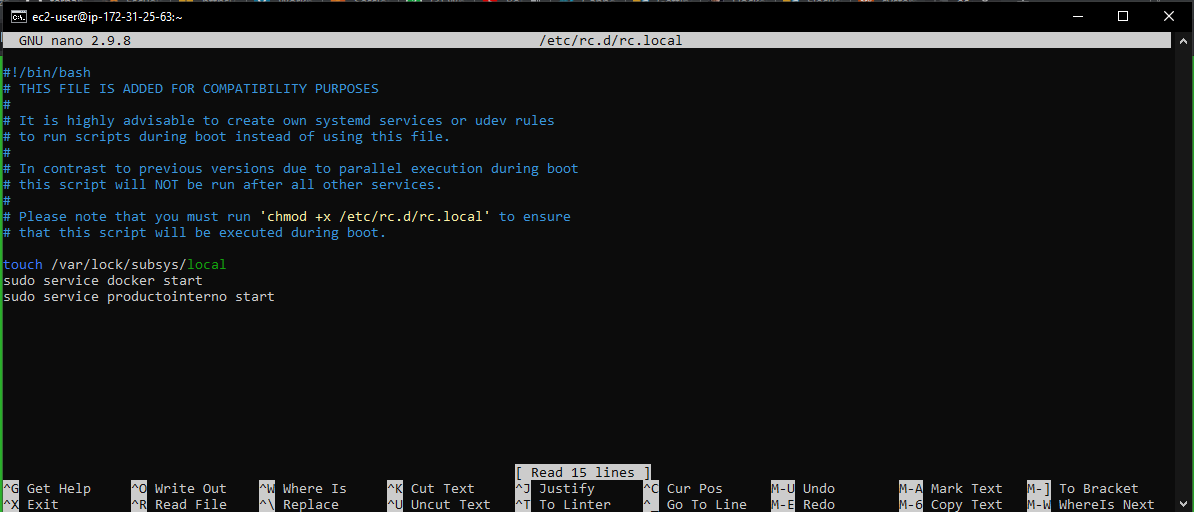 ec2-user@ip-172-31-25-63:~
GNU nano 2.9.8 /etc/rc.d/rc.local
#!/bin/bash
# THIS FILE IS ADDED FOR COMPATIBILITY PURPOSES
#
# It is highly advisable to create own systemd services or udev rules
# to run scripts during boot instead of using this file.
#
# In contrast to previous versions due to parallel execution during boot
# this script will NOT be run after all other services.
#
# Please note that you must run 'chmod +x /etc/rc.d/rc.local' to ensure
# that this script will be executed during boot.
touch /var/lock/subsys/local
sudo service docker start
sudo service productointerno start
[ Read 15 lines ]
^G Get Help ^O Write Out ^W Where Is ^K Cut Text ^J Justify ^C Cur Pos M-U Undo M-A Mark Text M-] To Bracket
^X Exit ^R Read File ^\ Replace ^U Uncut Text ^T To Linter ^_ Go To Line M-E Redo M-6 Copy Text M-W WhereIs Next